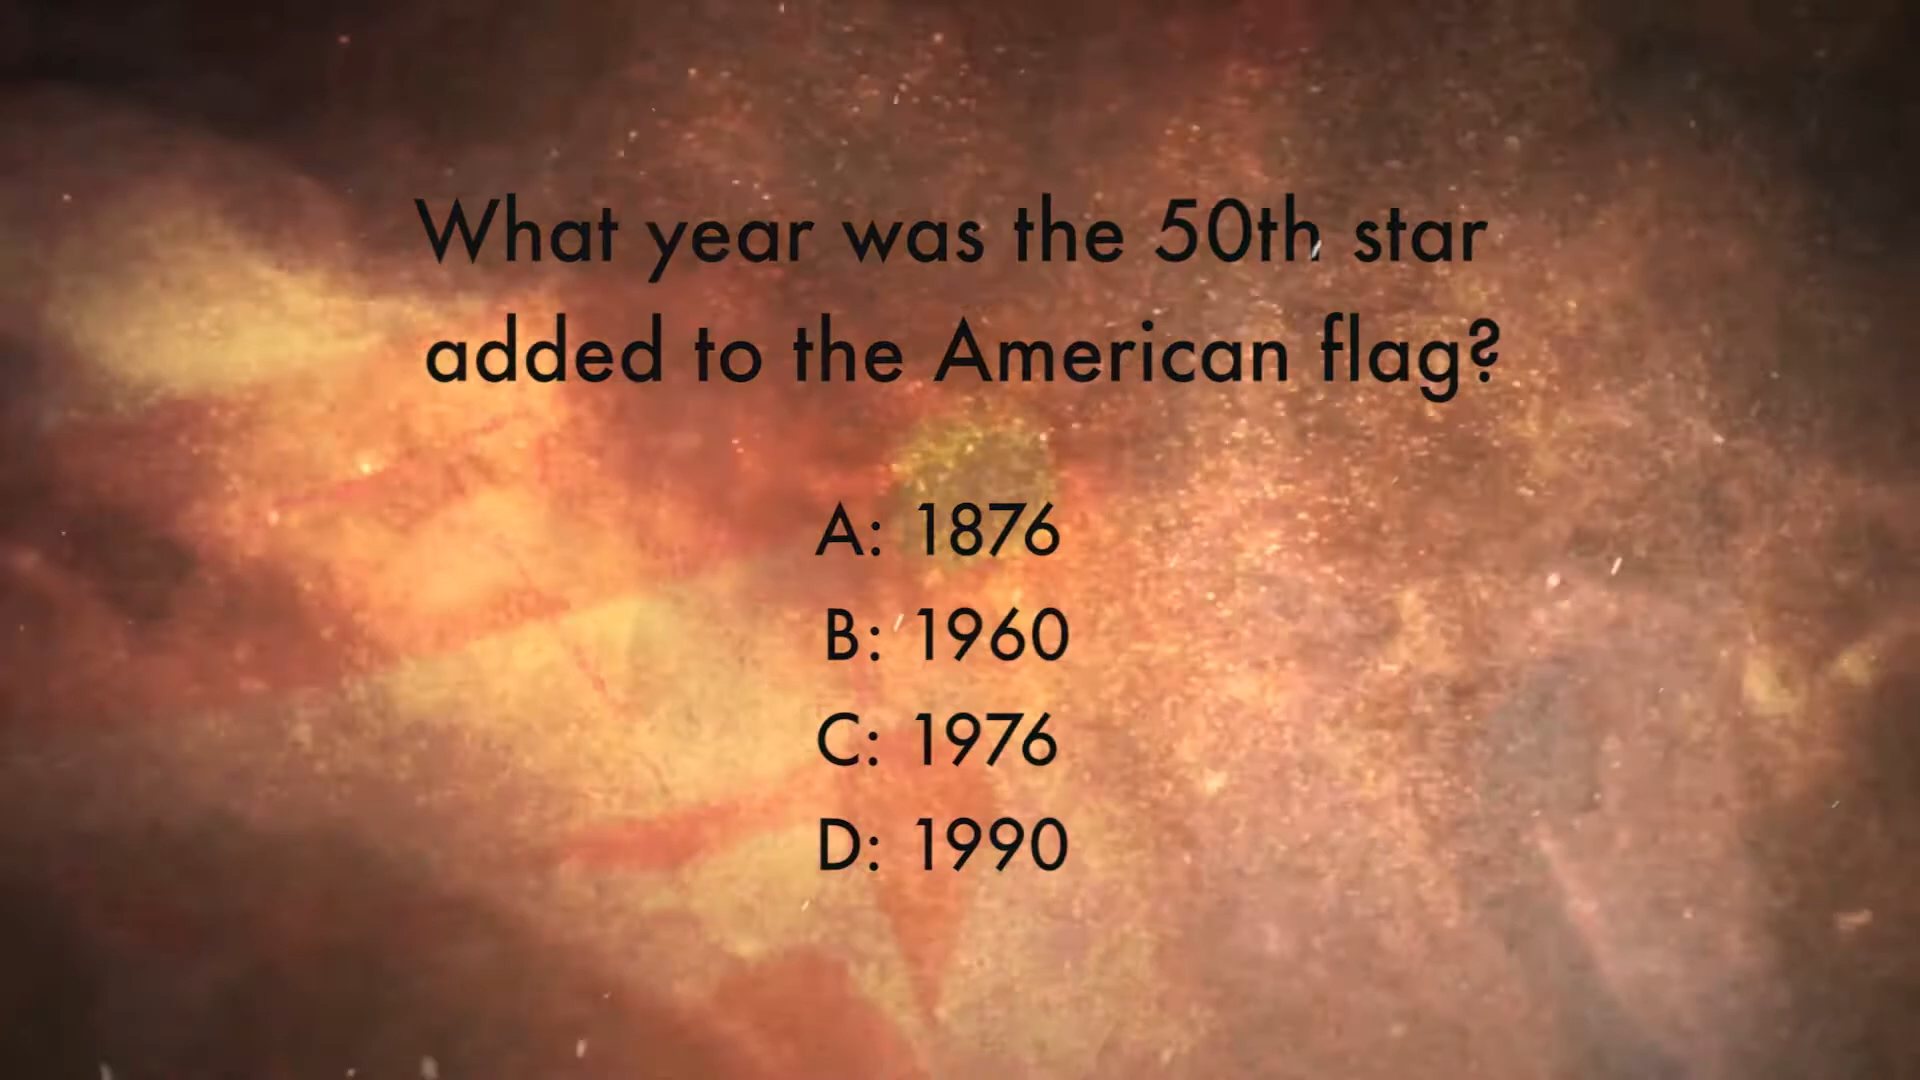 What year was the 50th star
added to the American flag?
A: 1876
B: 1960
C: 1976
D: 1990